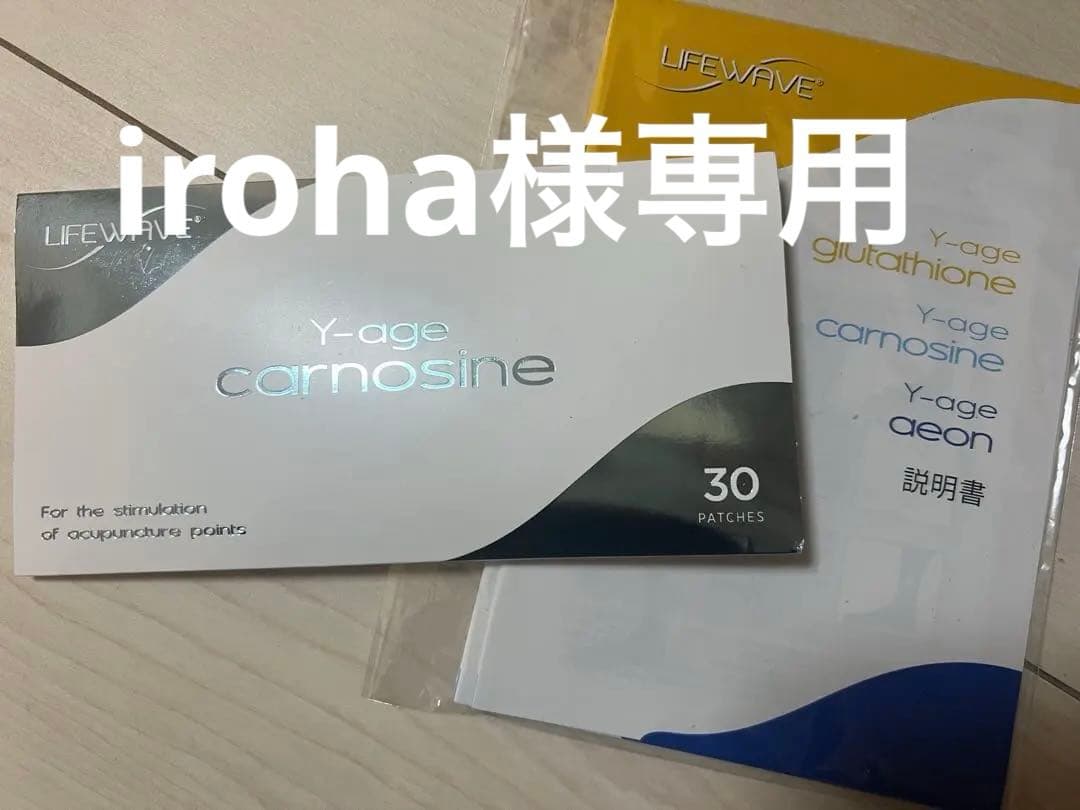 iroha様専用
LIFEWAVE®
Y-age
carnosine
30
PATCHES
For the stimulation
of acupuncture points
LIFEWAVE®
Y-age
glutathione
Y-age
carnosine
Y-age
aeon
説明書